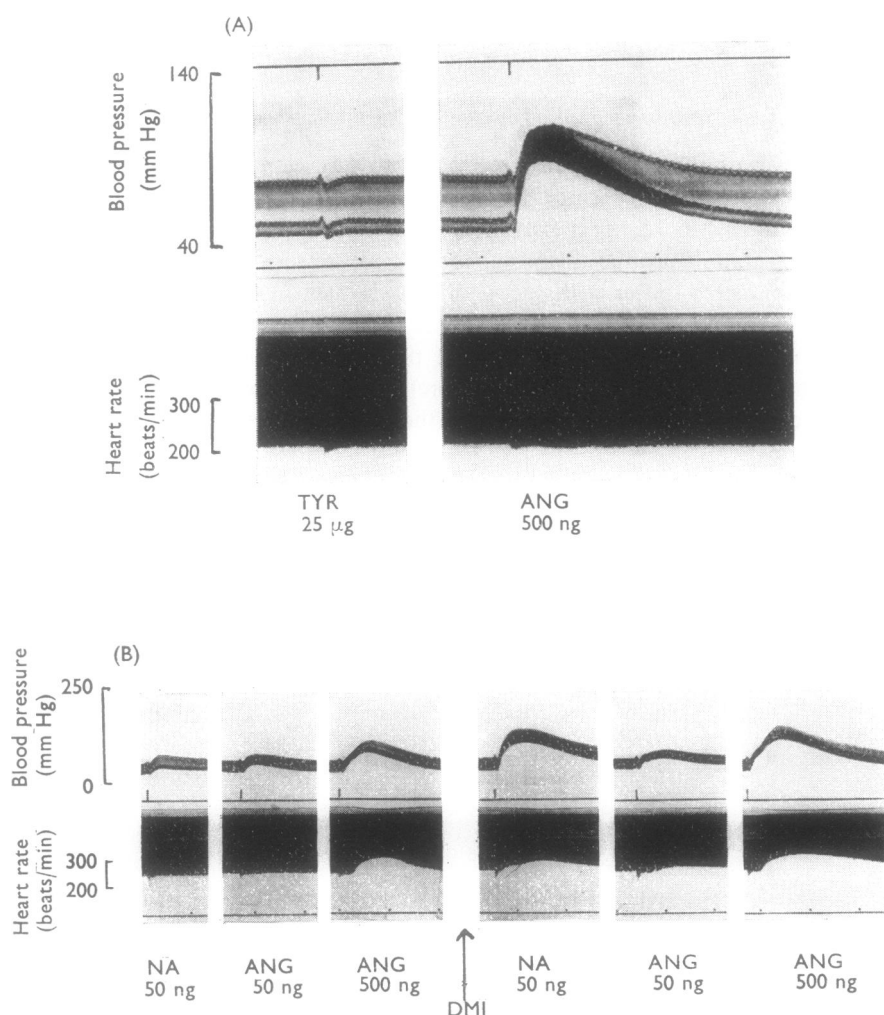 (A)
140
Blood pressure
(mm Hg)
40
300
Heart rate
(beats/min)
200
TYR
25 μg
ANG
500 ng
(B)
250
Blood pressure
(mm Hg)
0
300
Heart rate
(beats/min)
200
NA
50 ng
ANG
50 ng
ANG
500 ng
DMI
NA
50 ng
ANG
50 ng
ANG
500 ng